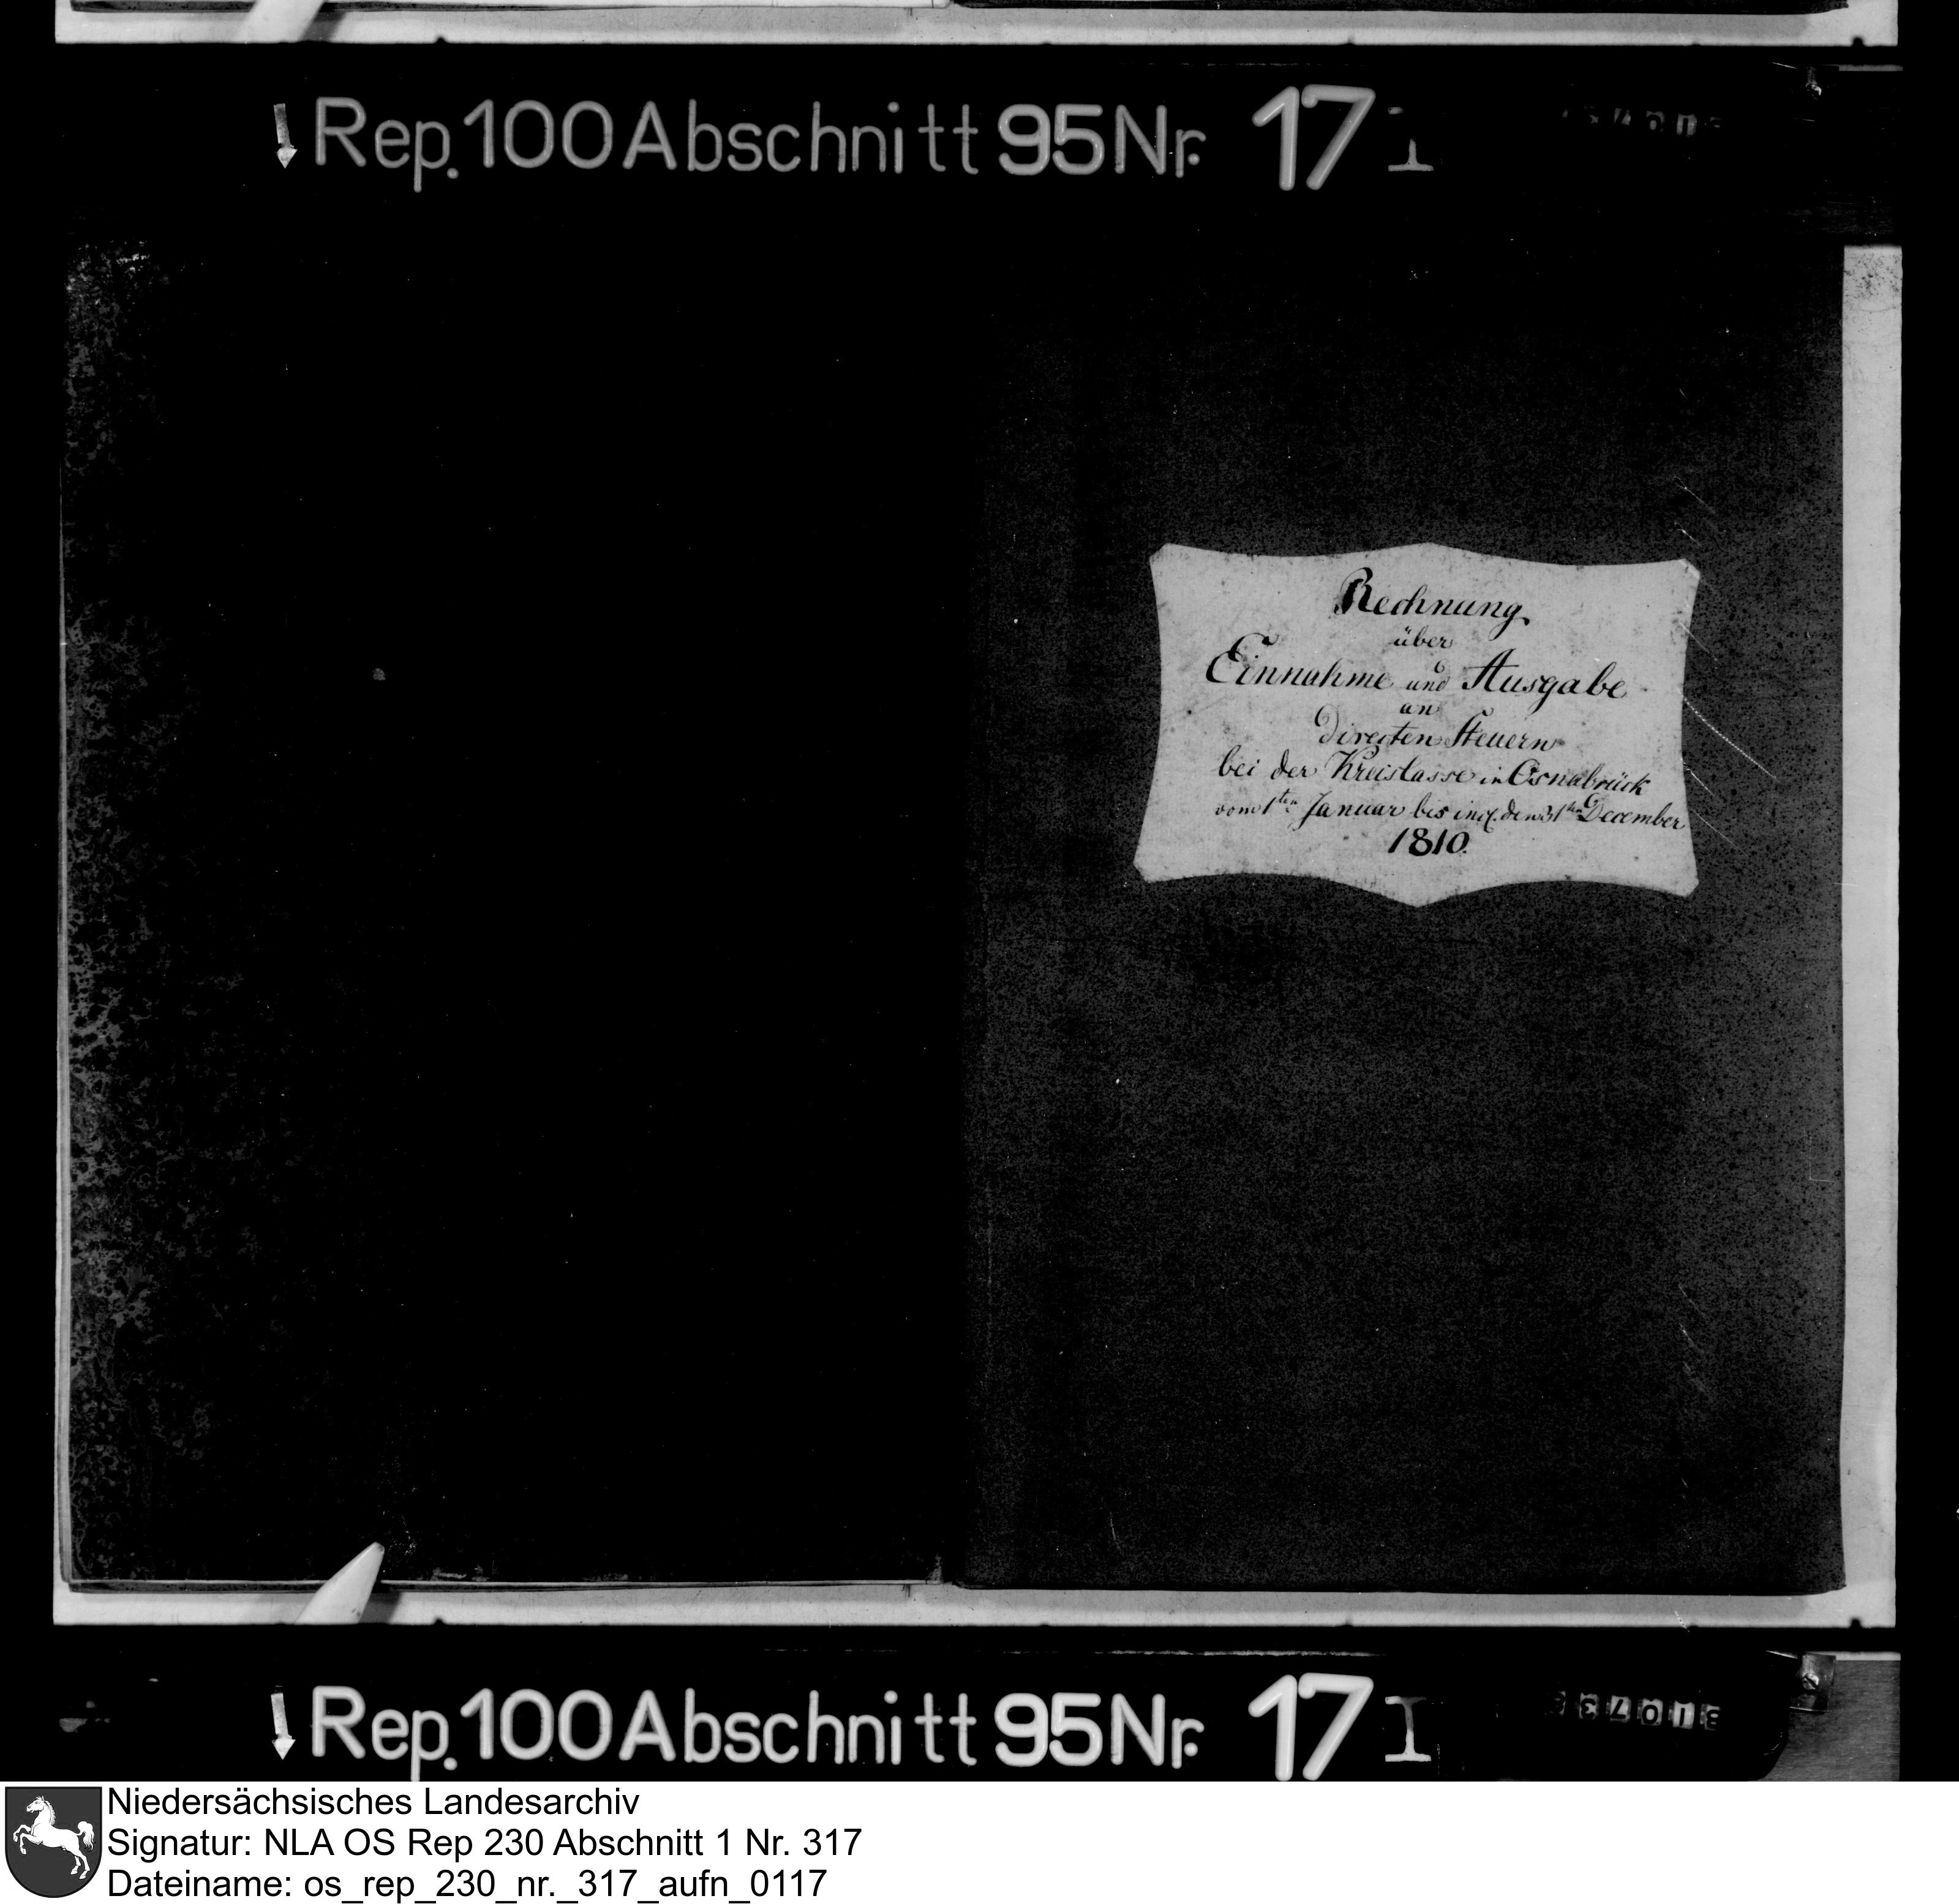 Rep. 100 Abschnitt 95 Nr. 17 I
Rechnung
über
Einnahme und Ausgabe
an
Directen Steuern
bei der Kreiskasse in Osnabrück
vom 1ten Januar bis incl. den 31ten December
1810.
Rep. 100 Abschnitt 95 Nr. 17 I
Niedersächsisches Landesarchiv
Signatur: NLA OS Rep 230 Abschnitt 1 Nr. 317
Dateiname: os_rep_230_nr._317_aufn_0117